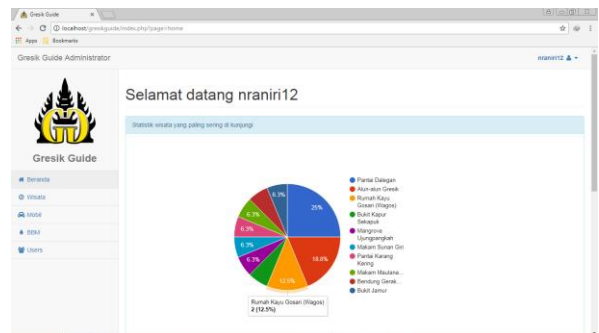 Gresik Guide
localhost/gresikguide/index.php?page=home
Apps
Bookmarks
Gresik Guide Administrator
nraniri12
Gresik Guide
Beranda
Wisata
Mobil
BBM
Users
Selamat datang nraniri12
Statistik wisata yang paling sering di kunjungi
25%
18.8%
12.5%
6.3%
6.3%
6.3%
6.3%
6.3%
Rumah Kayu Gosari (Wagos)
2 (12.5%)
Pantai Dalegan
Alun-alun Gresik
Rumah Kayu
Gosari (Wagos)
Bukit Kapur
Sekapuk
Mangrove
Ujungpangkah
Makam Sunan Giri
Pantai Karang
Kering
Makam Maulana...
Bendung Gerak...
Bukit Jamur